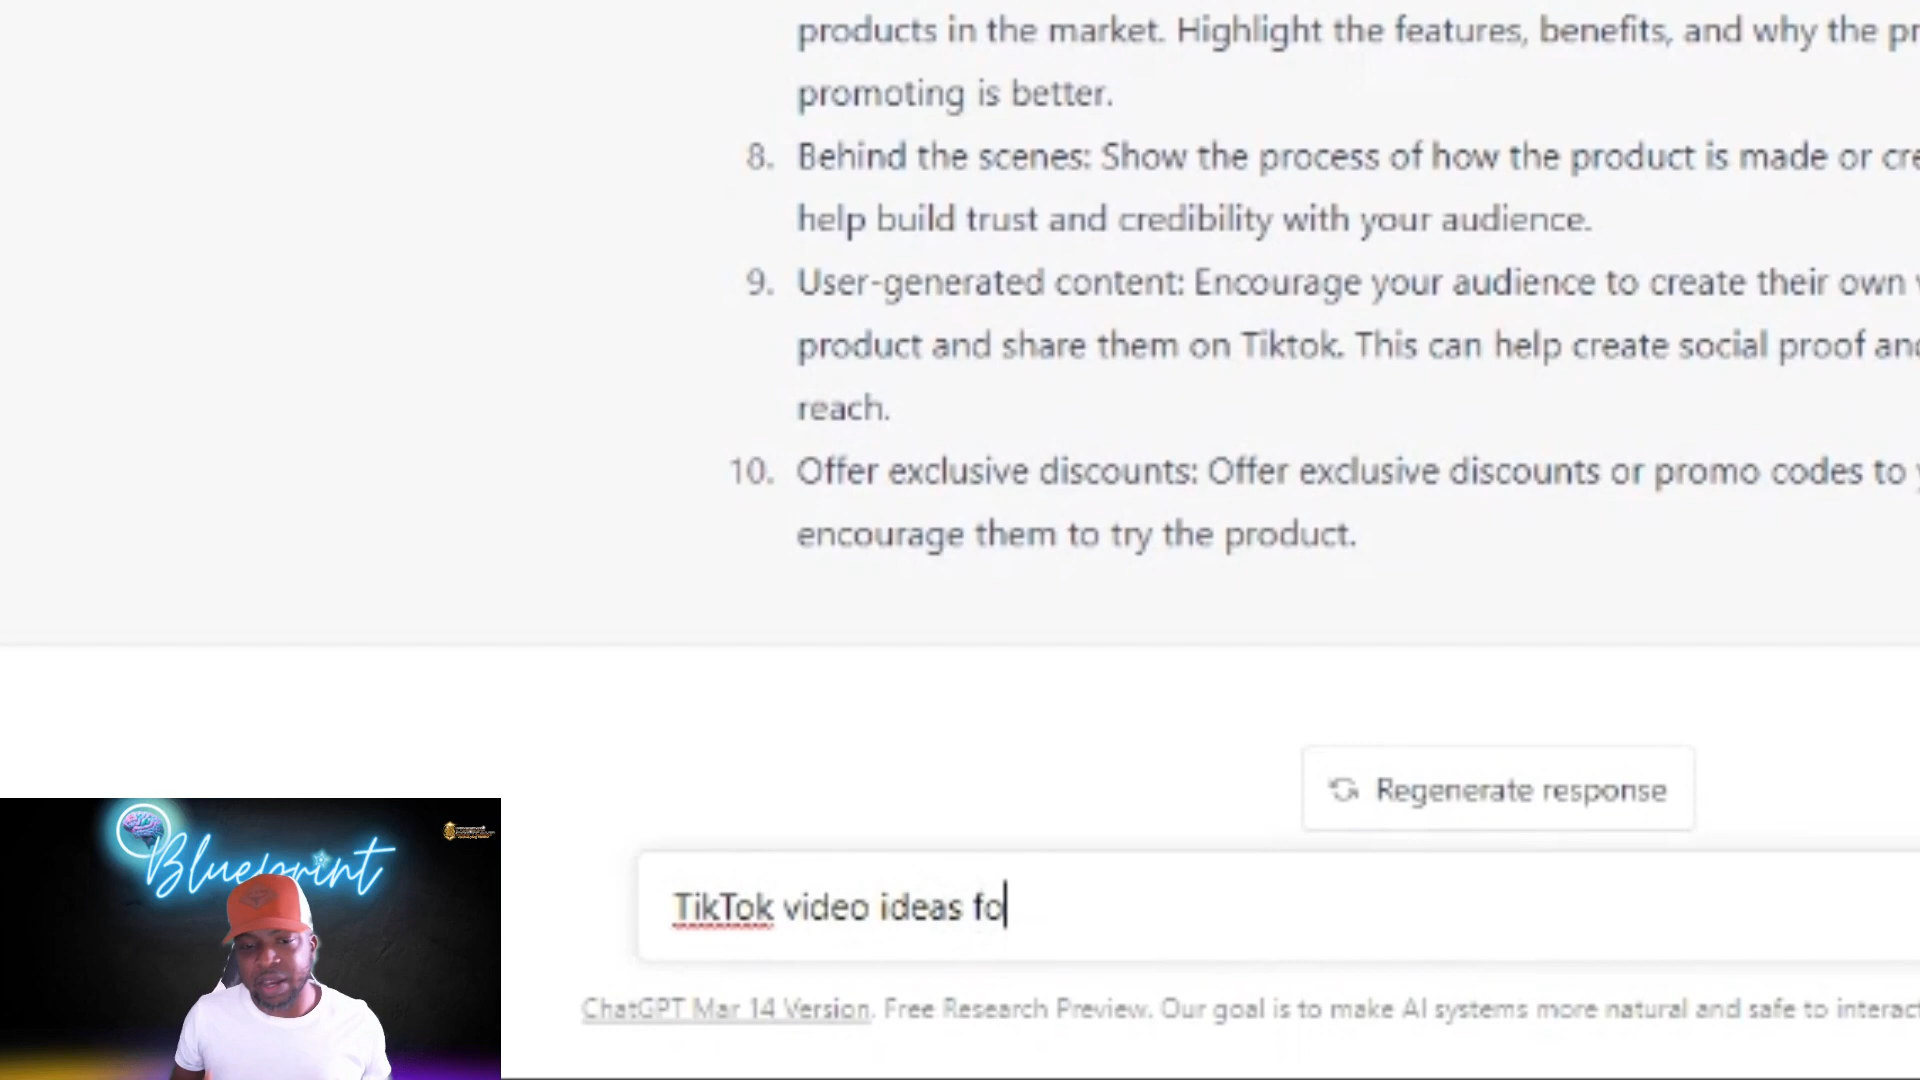 products in the market. Highlight the features, benefits, and why the pr
promoting is better.
8. Behind the scenes: Show the process of how the product is made or cre
help build trust and credibility with your audience.
9. User-generated content: Encourage your audience to create their own v
product and share them on Tiktok. This can help create social proof and
reach.
10. Offer exclusive discounts: Offer exclusive discounts or promo codes to y
encourage them to try the product.
Regenerate response
TikTok video ideas fo
ChatGPT Mar 14 Version. Free Research Preview. Our goal is to make AI systems more natural and safe to interact
Blueprint